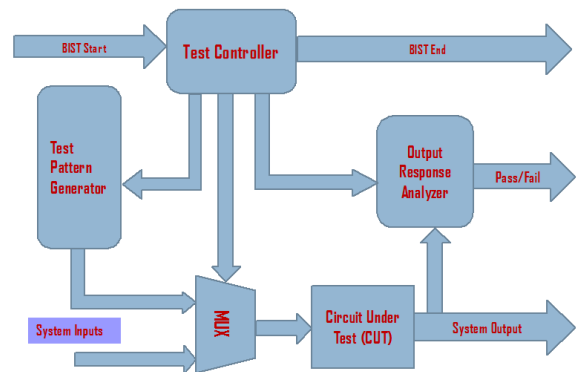 BIST Start
Test Controller
BIST End
Test
Pattern
Generator
Output
Response
Analyzer
Pass/Fail
System Inputs
MUX
Circuit Under
Test (CUT)
System Output